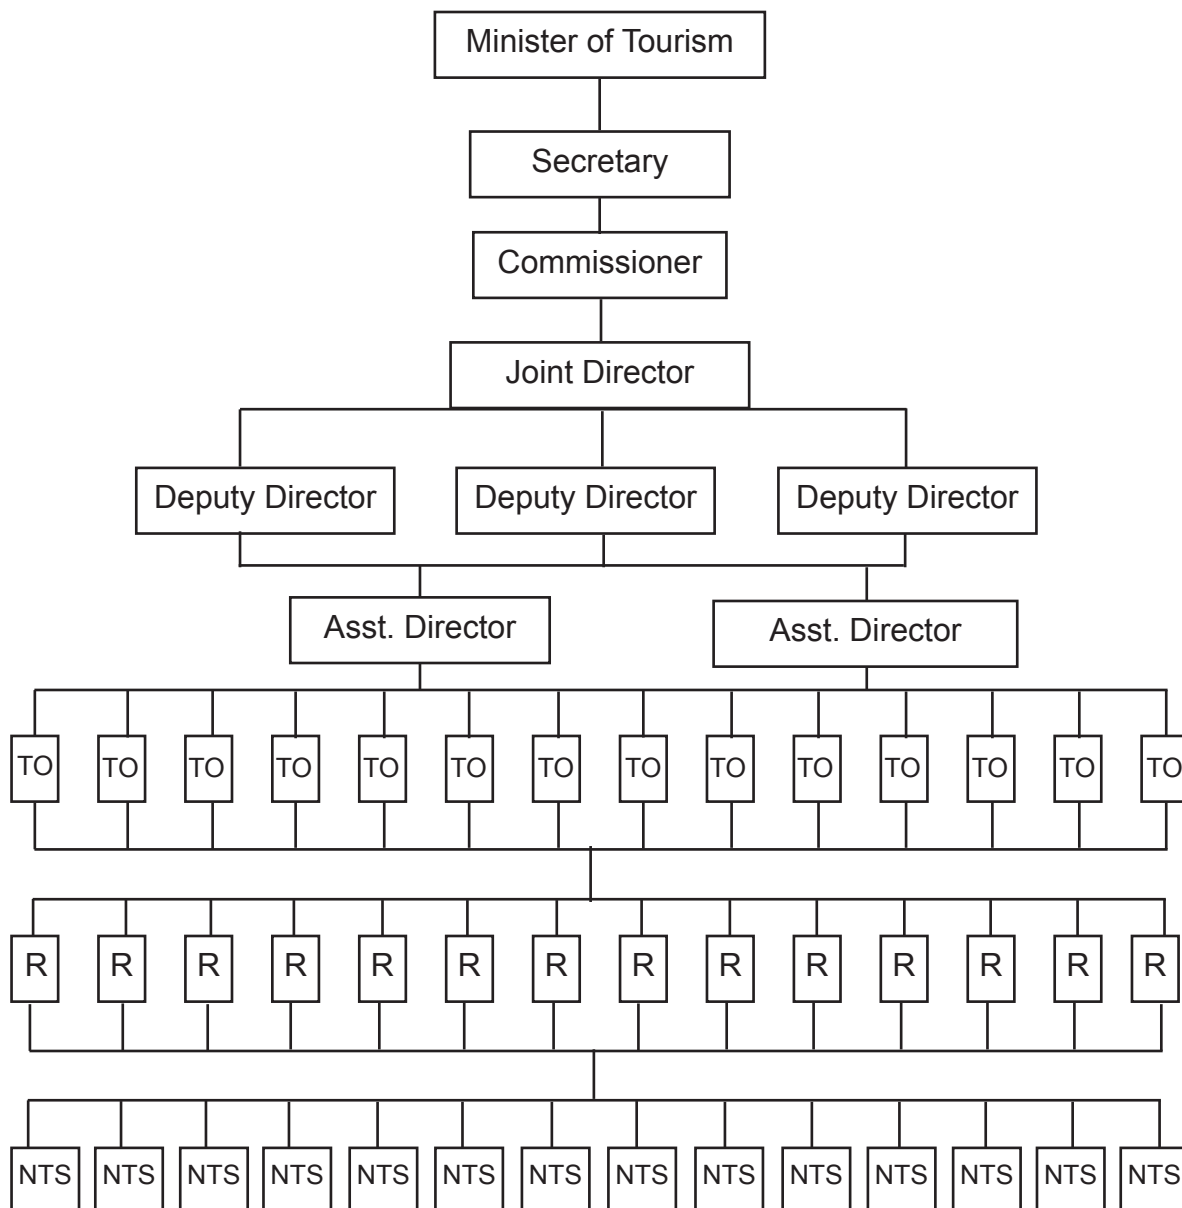 Minister of Tourism
Secretary
Commissioner
Joint Director
Deputy Director Deputy Director Deputy Director
Asst. Director Asst. Director
TO TO TO TO TO TO TO TO TO TO TO TO TO TO
R R R R R R R R R R R R R R
NTS NTS NTS NTS NTS NTS NTS NTS NTS NTS NTS NTS NTS NTS